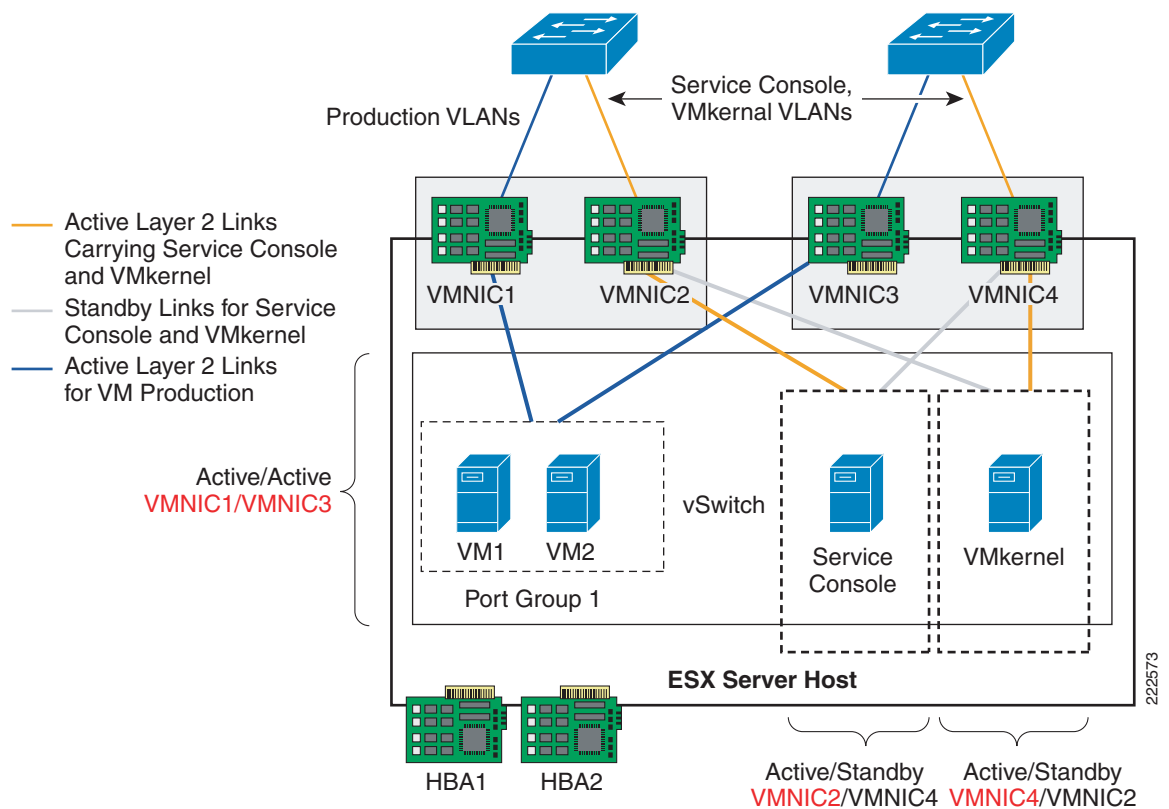 Service Console,
VMkernal VLANs
Production VLANs
Active Layer 2 Links
Carrying Service Console
and VMkernel
Standby Links for Service
Console and VMkernel
Active Layer 2 Links
for VM Production
VMNIC1
VMNIC2
VMNIC3
VMNIC4
Active/Active
VMNIC1/VMNIC3
VM1
VM2
Port Group 1
vSwitch
Service
Console
VMkernel
ESX Server Host
222573
HBA1
HBA2
Active/Standby
VMNIC2/VMNIC4
Active/Standby
VMNIC4/VMNIC2